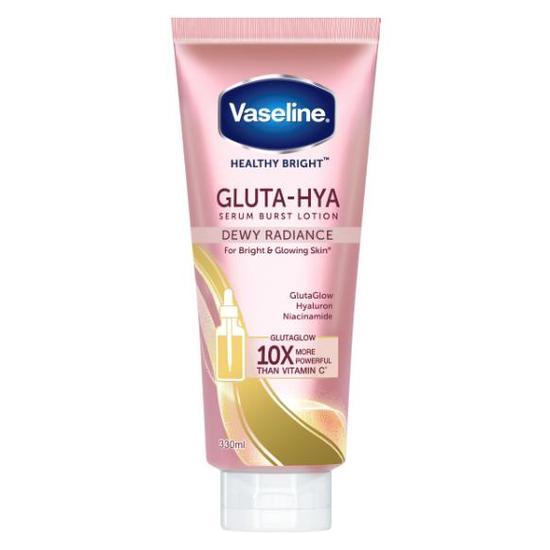 Vaseline.
HEALTHY BRIGHT™
GLUTA-HYA
SERUM BURST LOTION
DEWY RADIANCE
For Bright & Glowing Skin*
GlutaGlow
Hyaluron
Niacinamide
GLUTAGLOW
10X MORE POWERFUL
THAN VITAMIN C*
330ml